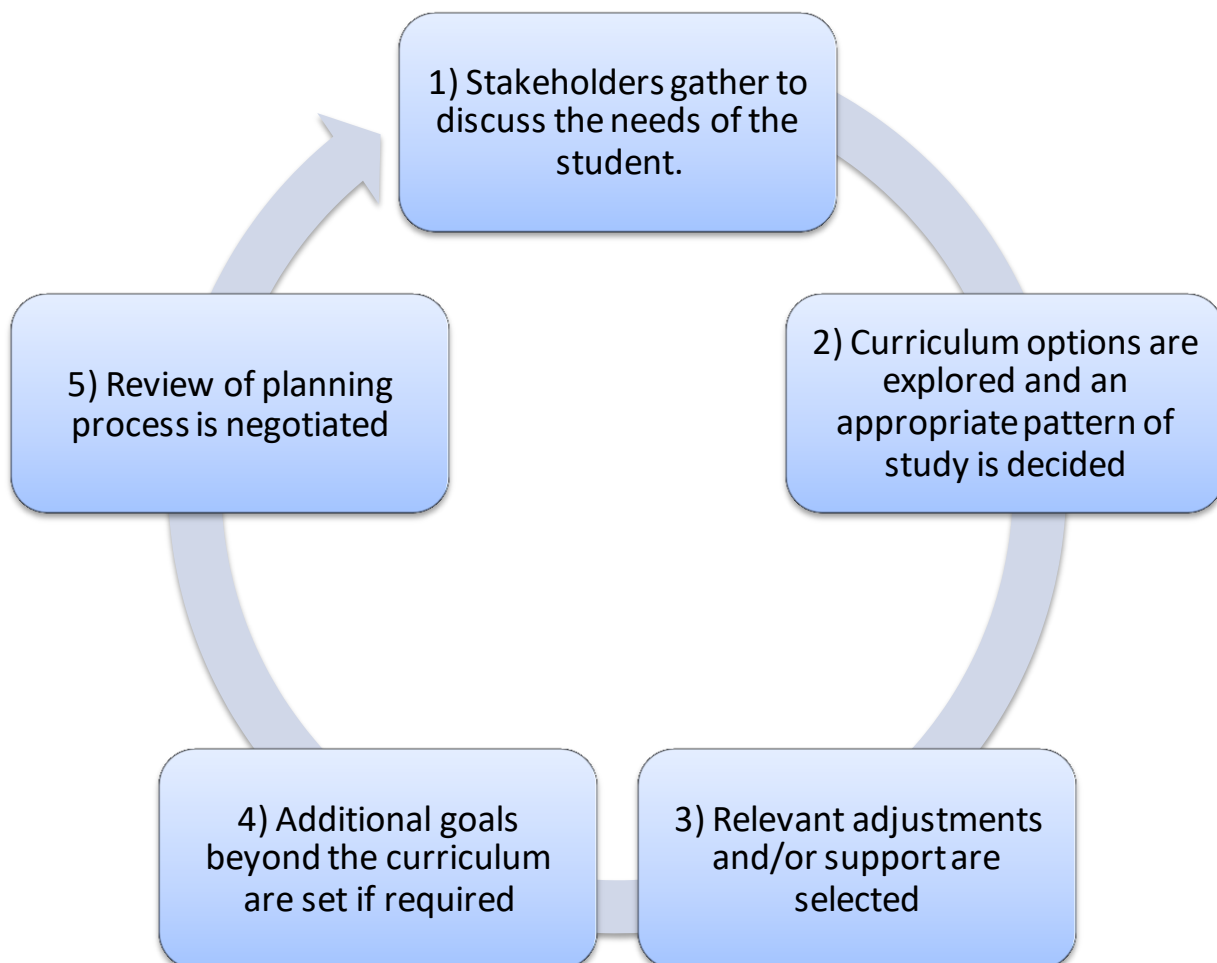 1) Stakeholders gather to
discuss the needs of the
student.
2) Curriculum options are
explored and an
appropriate pattern of
study is decided
3) Relevant adjustments
and/or support are
selected
4) Additional goals
beyond the curriculum
are set if required
5) Review of planning
process is negotiated